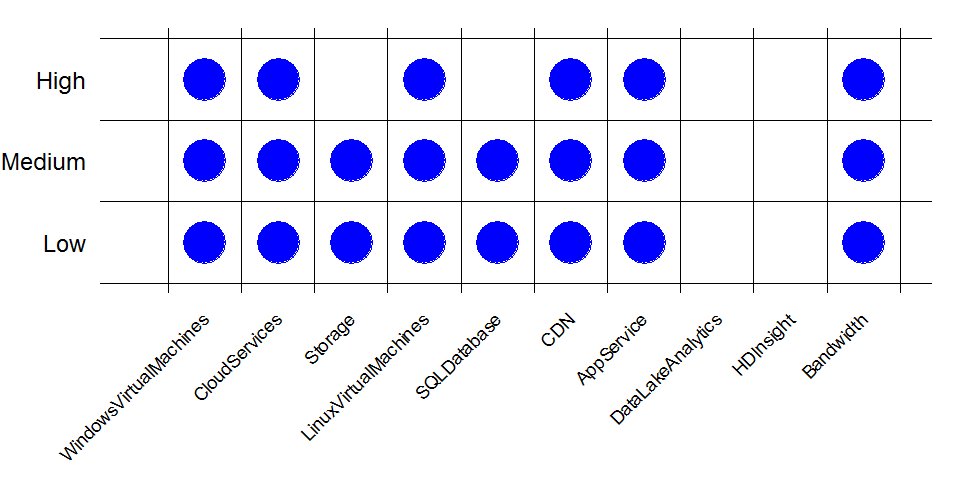 High
Medium
Low
WindowsVirtualMachines
CloudServices
Storage
LinuxVirtualMachines
SQLDatabase
CDN
AppService
DataLakeAnalytics
HDInsight
Bandwidth